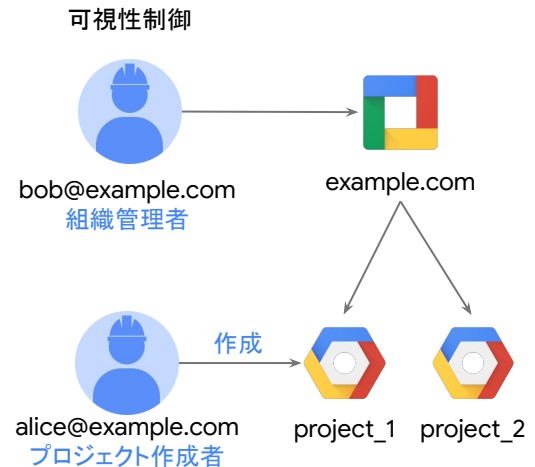 可視性制御
bob@example.com
組織管理者
example.com
作成
alice@example.com
プロジェクト作成者
project_1
project_2